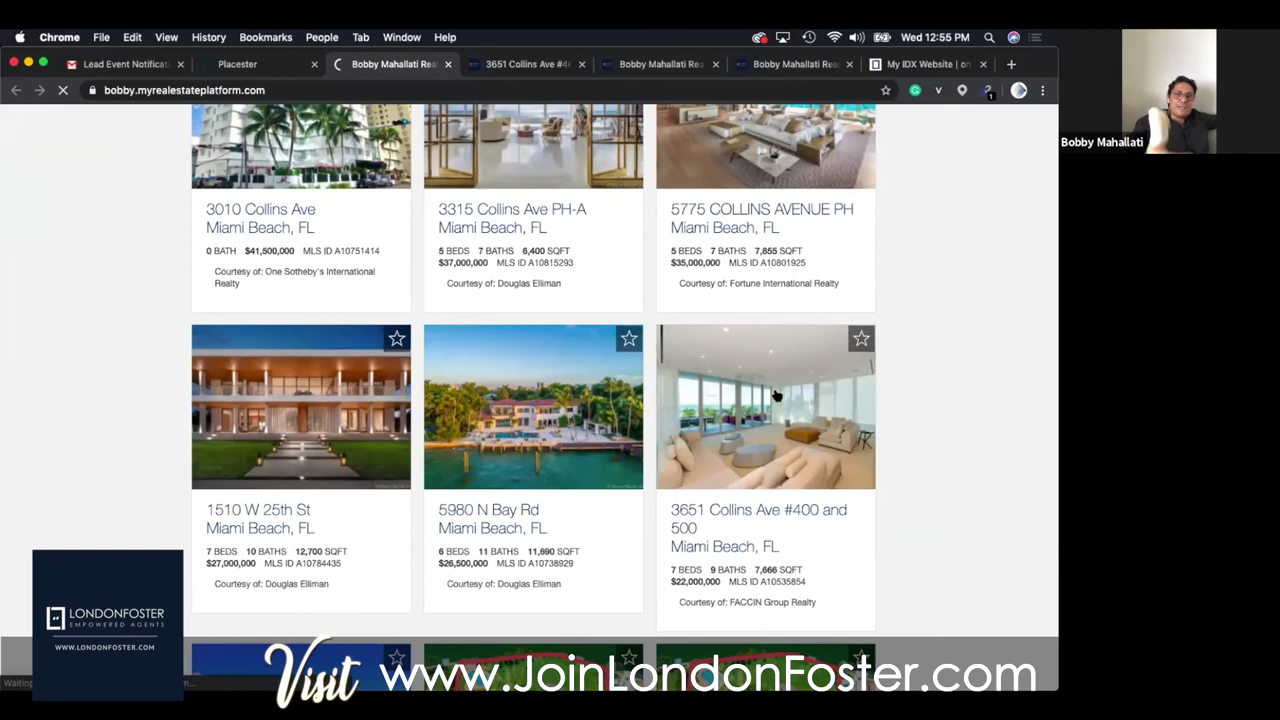 Chrome File Edit View History Bookmarks People Tab Window Help Wed 12:55 PM
Lead Event Notificati Placester Bobby Mahallati Rea 3651 Collins Ave #4 Bobby Mahallati Rea Bobby Mahallati Rea My IDX Website | on
bobby.myrealestateplatform.com
Bobby Mahallati
3010 Collins Ave
Miami Beach, FL
0 BATH $41,500,000 MLS ID A10751414
Courtesy of: One Sotheby's International
Realty
3315 Collins Ave PH-A
Miami Beach, FL
5 BEDS 7 BATHS 6,400 SQFT
$37,000,000 MLS ID A10815293
Courtesy of: Douglas Elliman
5775 COLLINS AVENUE PH
Miami Beach, FL
5 BEDS 7 BATHS 7,855 SQFT
$35,000,000 MLS ID A10801925
Courtesy of: Fortune International Realty
1510 W 25th St
Miami Beach, FL
7 BEDS 10 BATHS 12,700 SQFT
$27,000,000 MLS ID A10784435
Courtesy of: Douglas Elliman
5980 N Bay Rd
Miami Beach, FL
6 BEDS 11 BATHS 11,690 SQFT
$26,500,000 MLS ID A10738929
Courtesy of: Douglas Elliman
3651 Collins Ave #400 and
500
Miami Beach, FL
7 BEDS 9 BATHS 7,666 SQFT
$22,000,000 MLS ID A10535854
Courtesy of: FACCIN Group Realty
LONDONFOSTER
EMPOWERED AGENTS
WWW.LONDONFOSTER.COM
Visit www.JoinLondonFoster.com